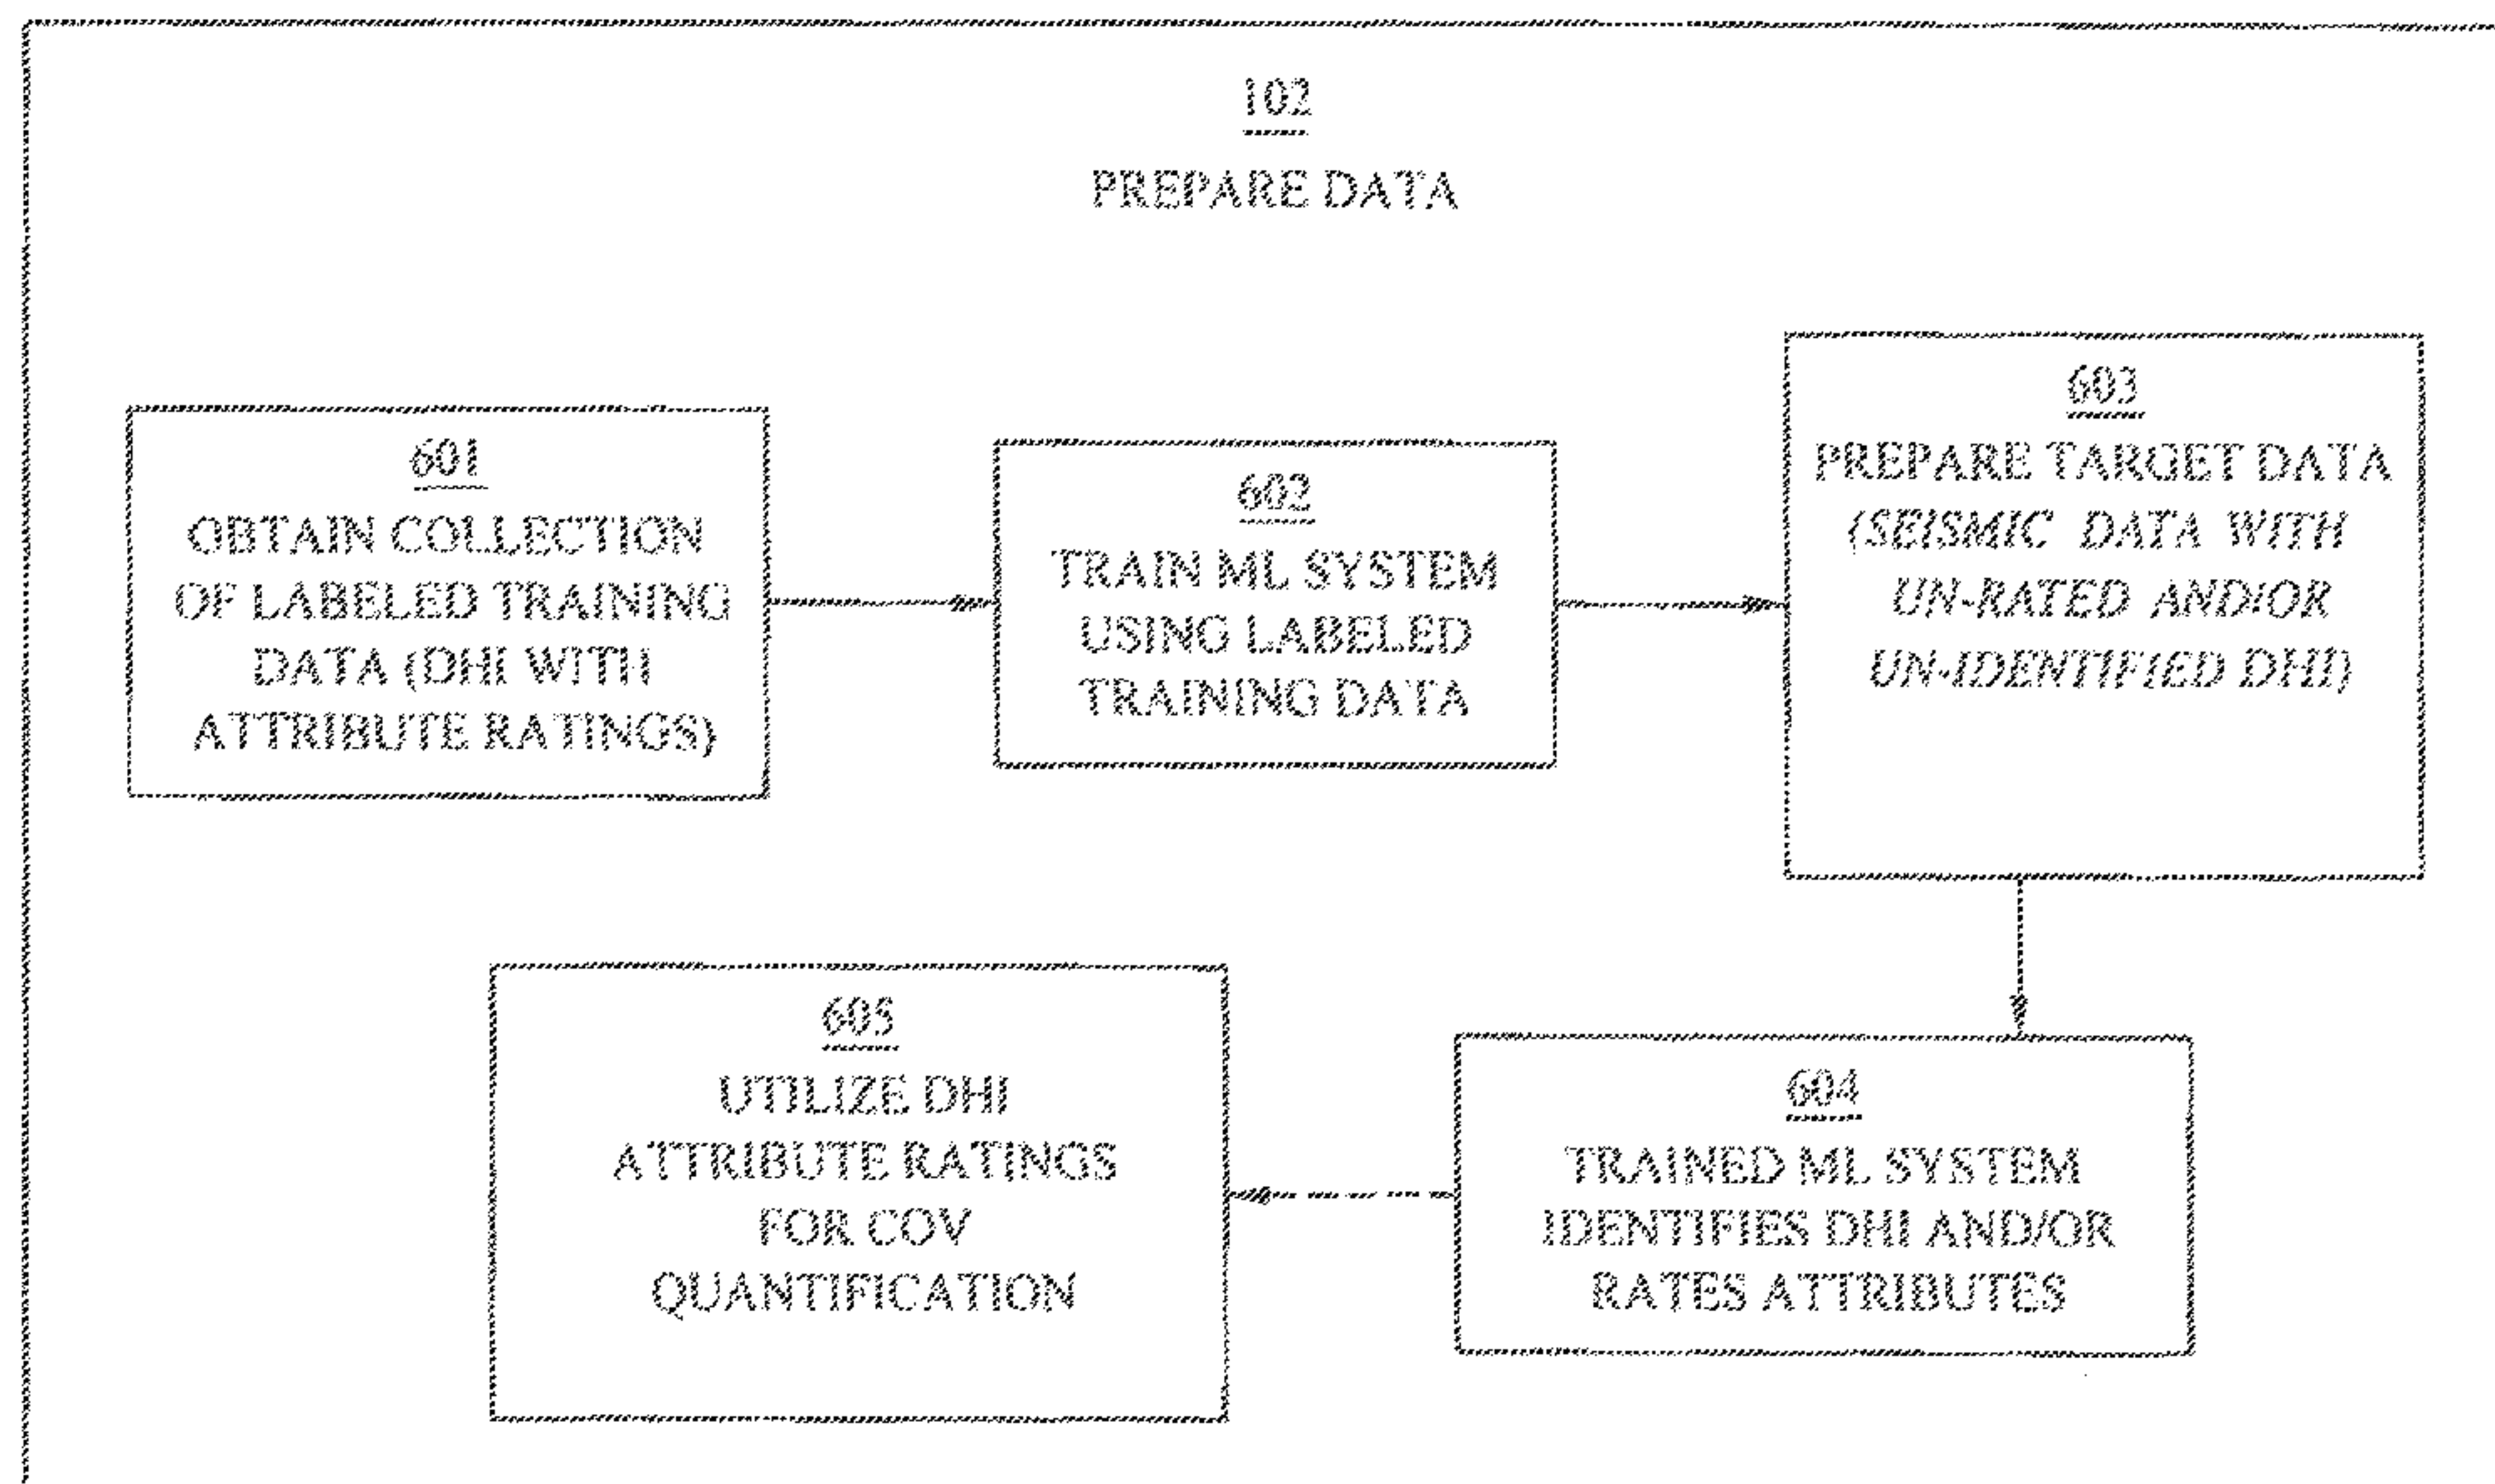 102
PREPARE DATA
601
OBTAIN COLLECTION
OF LABELED TRAINING
DATA (DHI WITH
ATTRIBUTE RATINGS)
602
TRAIN ML SYSTEM
USING LABELED
TRAINING DATA
603
PREPARE TARGET DATA
(SEISMIC DATA WITH
UN-RATED AND/OR
UN-IDENTIFIED DHI)
604
TRAINED ML SYSTEM
IDENTIFIES DHI AND/OR
RATES ATTRIBUTES
605
UTILIZE DHI
ATTRIBUTE RATINGS
FOR COV
QUANTIFICATION